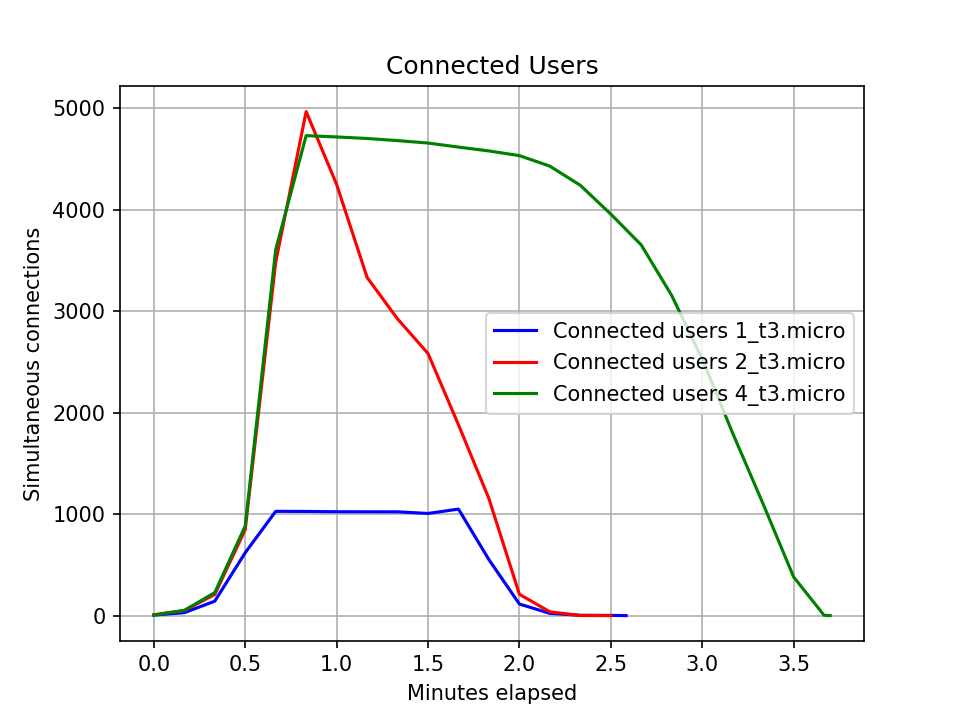 Connected Users
Simultaneous connections
5000
4000
3000
2000
1000
0
Connected users 1_t3.micro
Connected users 2_t3.micro
Connected users 4_t3.micro
0.0 0.5 1.0 1.5 2.0 2.5 3.0 3.5
Minutes elapsed